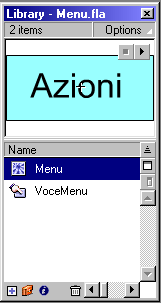 Library - Menu.fla
2 items Options
Azioni
Name
Menu
VoceMenu